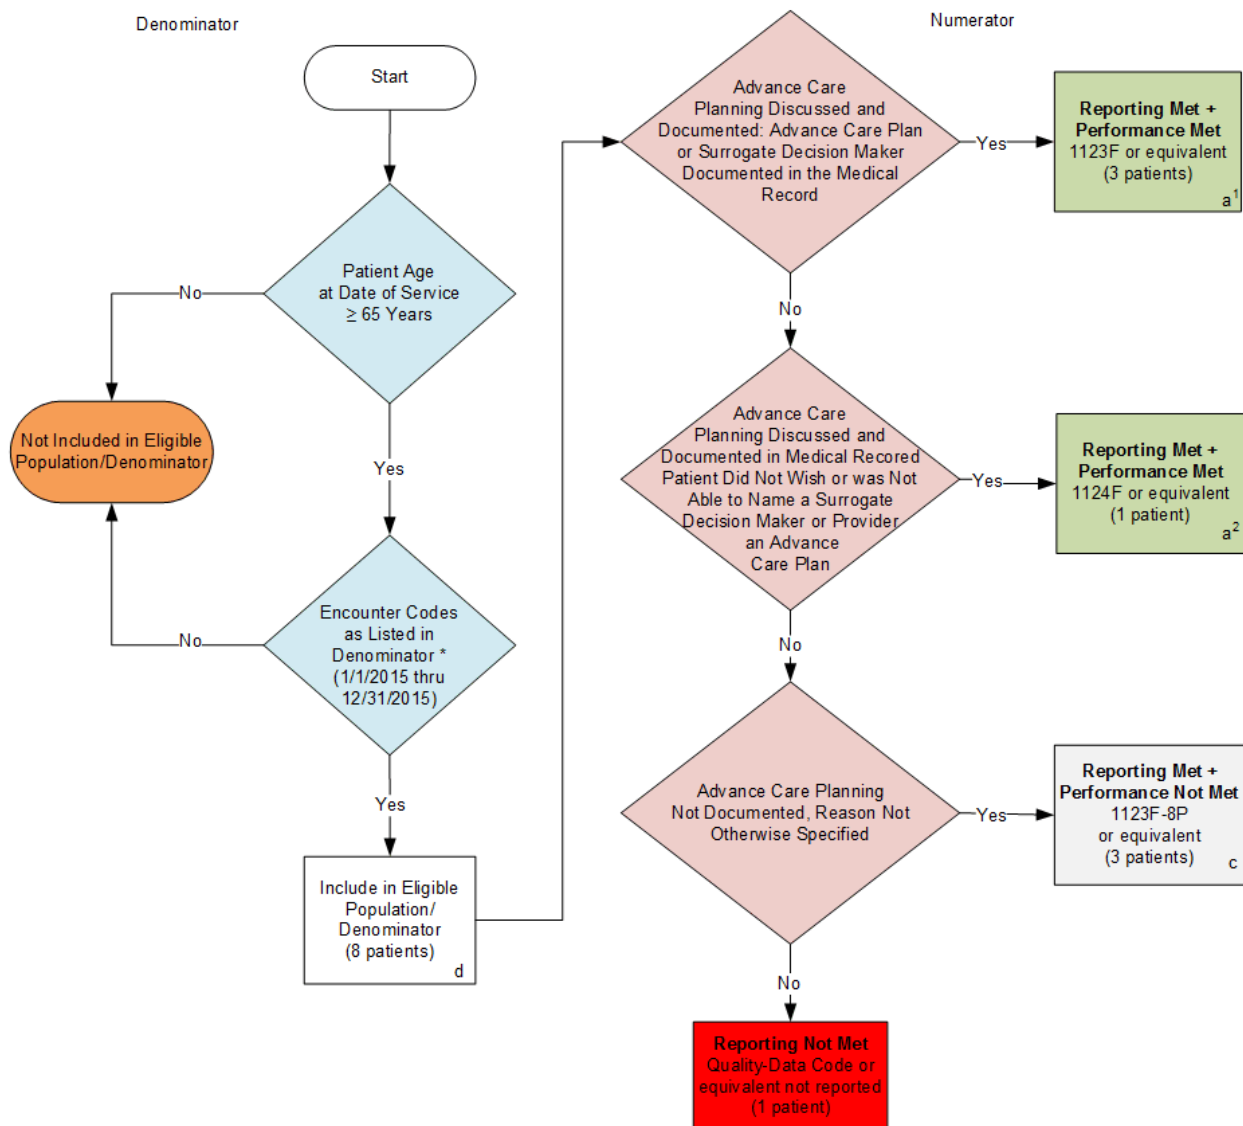 Denominator
Start
Patient Age
at Date of Service
≥ 65 Years
No
Yes
Not Included in Eligible
Population/Denominator
Encounter Codes
as Listed in
Denominator *
(1/1/2015 thru
12/31/2015)
No
Yes
Include in Eligible
Population/
Denominator
(8 patients)
d
Numerator
Advance Care
Planning Discussed and
Documented: Advance Care Plan
or Surrogate Decision Maker
Documented in the Medical
Record
Yes
Reporting Met +
Performance Met
1123F or equivalent
(3 patients)
a¹
No
Advance Care
Planning Discussed and
Documented in Medical Recored
Patient Did Not Wish or was Not
Able to Name a Surrogate
Decision Maker or Provider
an Advance
Care Plan
Yes
Reporting Met +
Performance Met
1124F or equivalent
(1 patient)
a²
No
Advance Care Planning
Not Documented, Reason Not
Otherwise Specified
Yes
Reporting Met +
Performance Not Met
1123F-8P
or equivalent
(3 patients)
c
No
Reporting Not Met
Quality-Data Code or
equivalent not reported
(1 patient)